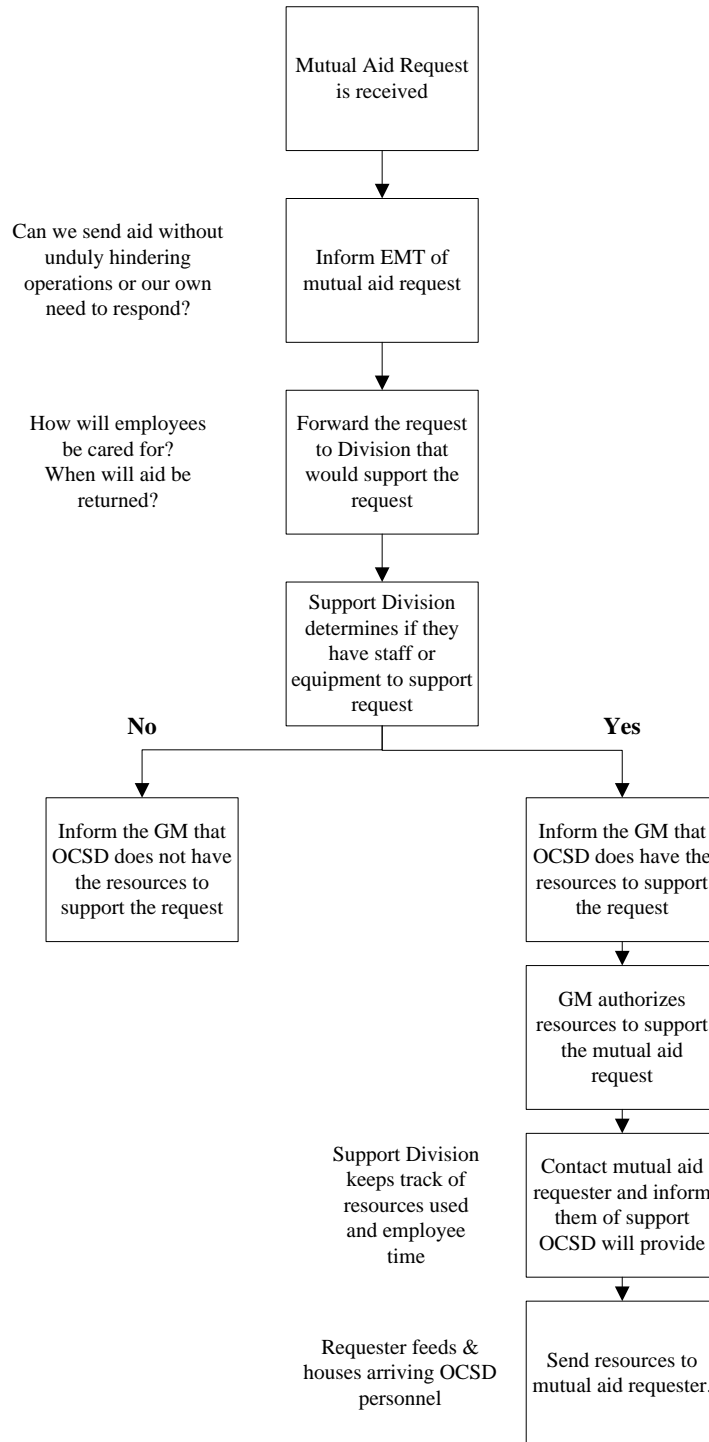 Mutual Aid Request
is received
Can we send aid without
unduly hindering
operations or our own
need to respond?
Inform EMT of
mutual aid request
How will employees
be cared for?
When will aid be
returned?
Forward the request
to Division that
would support the
request
Support Division
determines if they
have staff or
equipment to support
request
No
Yes
Inform the GM that
OCSD does not have
the resources to
support the request
Inform the GM that
OCSD does have the
resources to support
the request
GM authorizes
resources to support
the mutual aid
request
Support Division
keeps track of
resources used
and employee
time
Contact mutual aid
requester and inform
them of support
OCSD will provide
Requester feeds &
houses arriving OCSD
personnel
Send resources to
mutual aid requester.